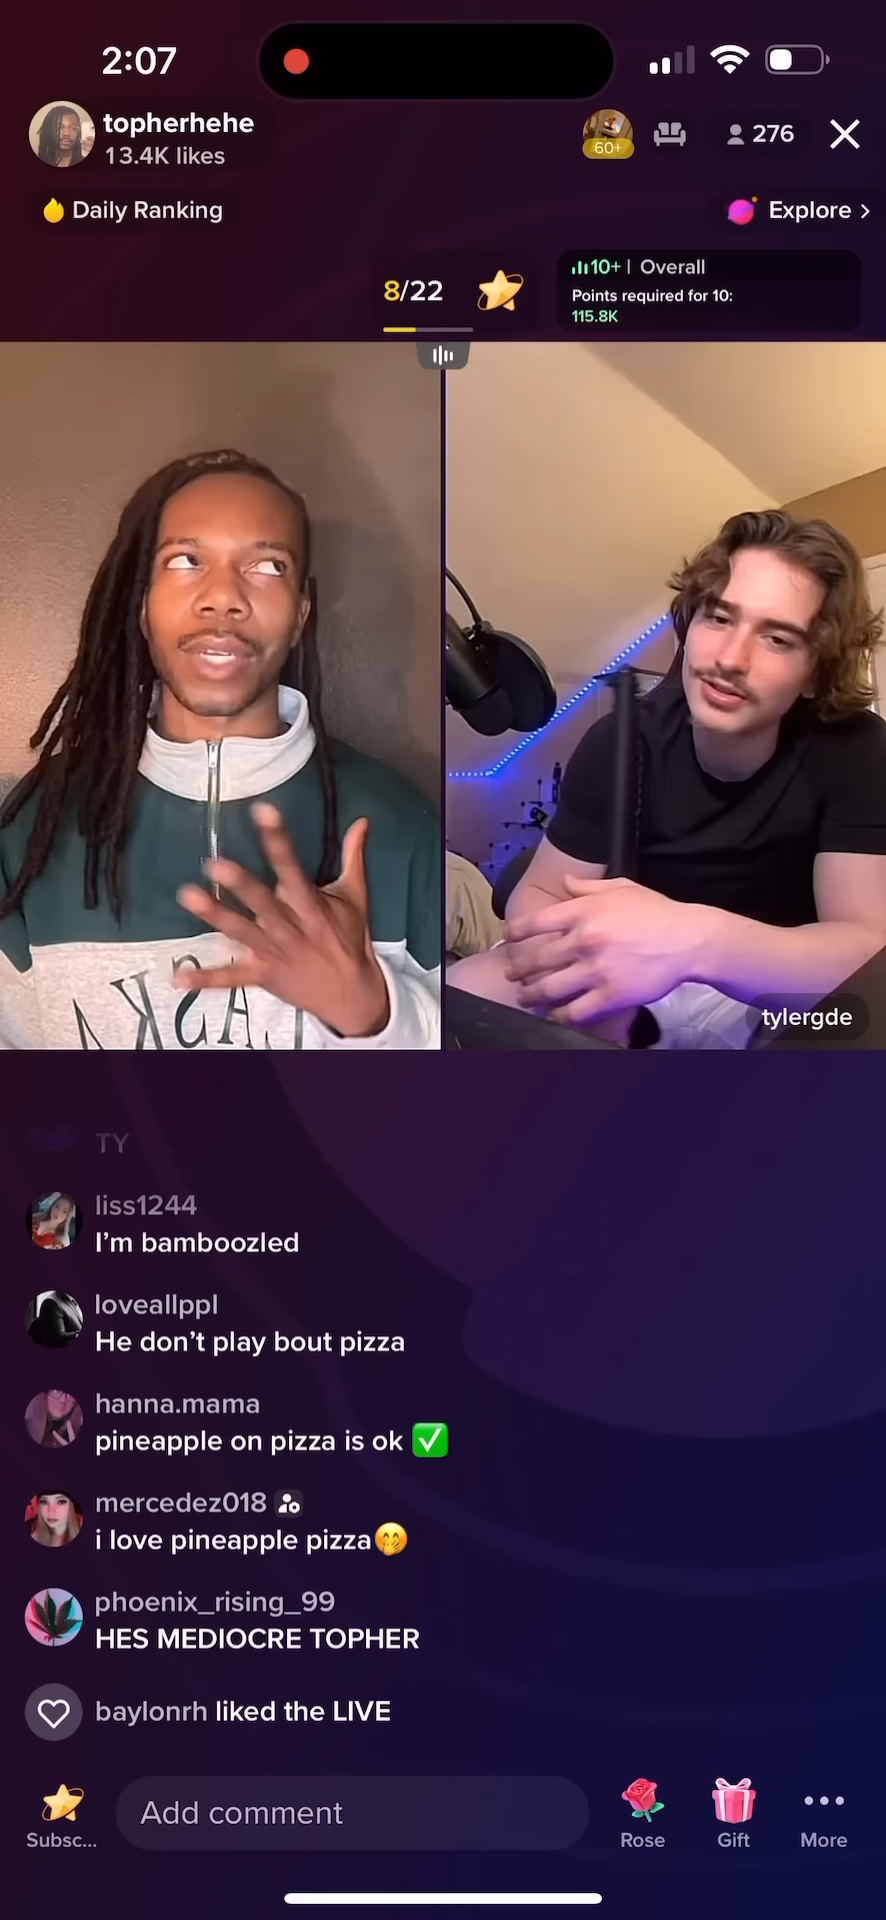 2:07
topherhehe
13.4K likes
60+
276
Daily Ranking
Explore >
8/22
10+ | Overall
Points required for 10:
115.8K
tylergde
TY
liss1244
I'm bamboozled
loveallppl
He don't play bout pizza
hanna.mama
pineapple on pizza is ok ✅
mercedez018
i love pineapple pizza🤭
phoenix_rising_99
HES MEDIOCRE TOPHER
baylonrh liked the LIVE
Add comment
Subsc...
Rose
Gift
More